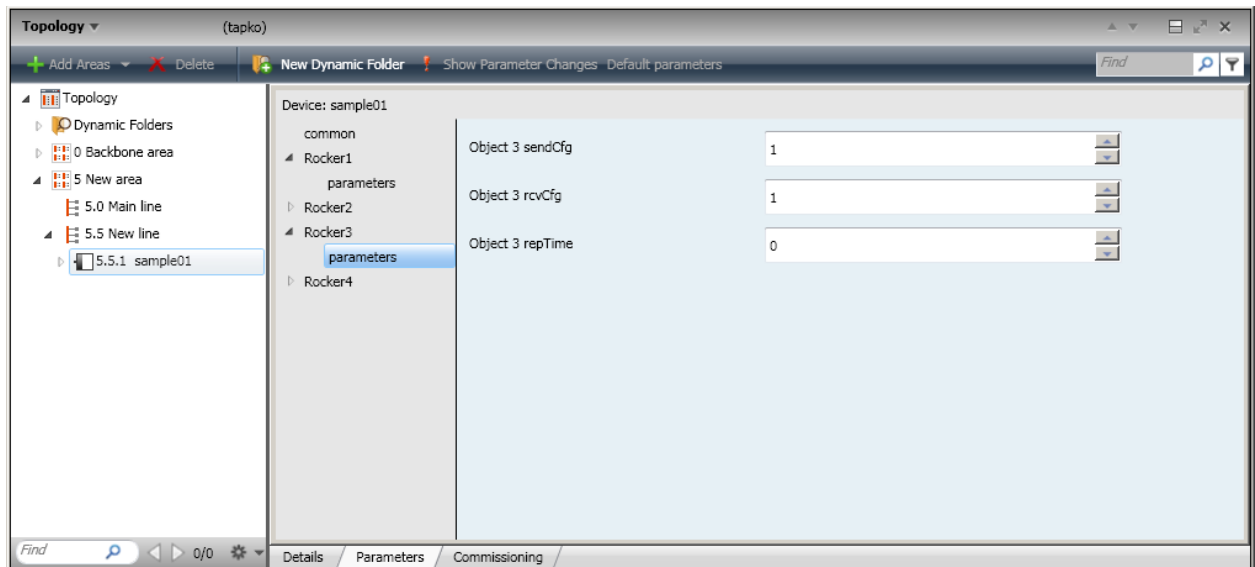 Topology (tapko)
Add Areas Delete New Dynamic Folder Show Parameter Changes Default parameters Find
Topology
Dynamic Folders
0 Backbone area
5 New area
5.0 Main line
5.5 New line
5.5.1 sample01
Find 0/0
Device: sample01
common
Rocker1
parameters
Rocker2
Rocker3
parameters
Rocker4
Object 3 sendCfg 1
Object 3 rcvCfg 1
Object 3 repTime 0
Details Parameters Commissioning